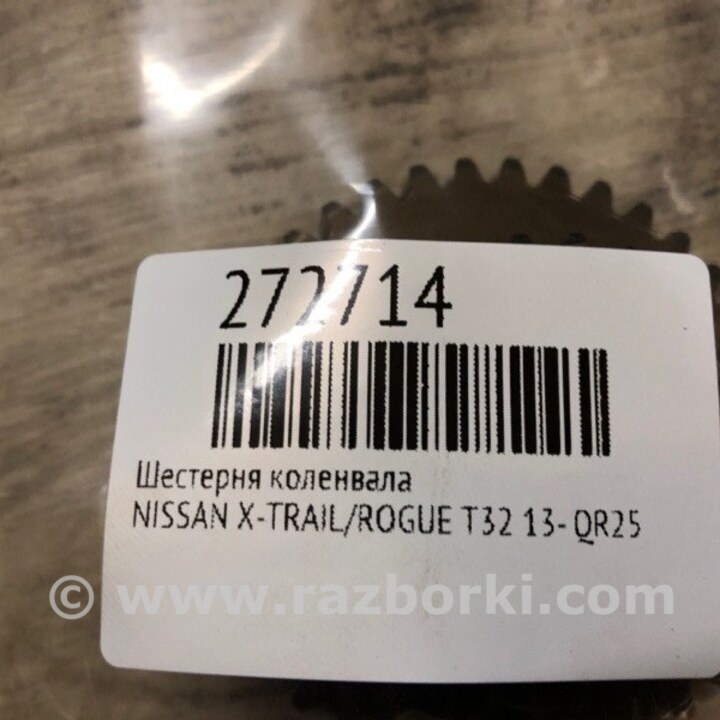 272714
Шестерня коленвала
NISSAN X-TRAIL/ROGUE T32 13- QR25
© www.razborki.com